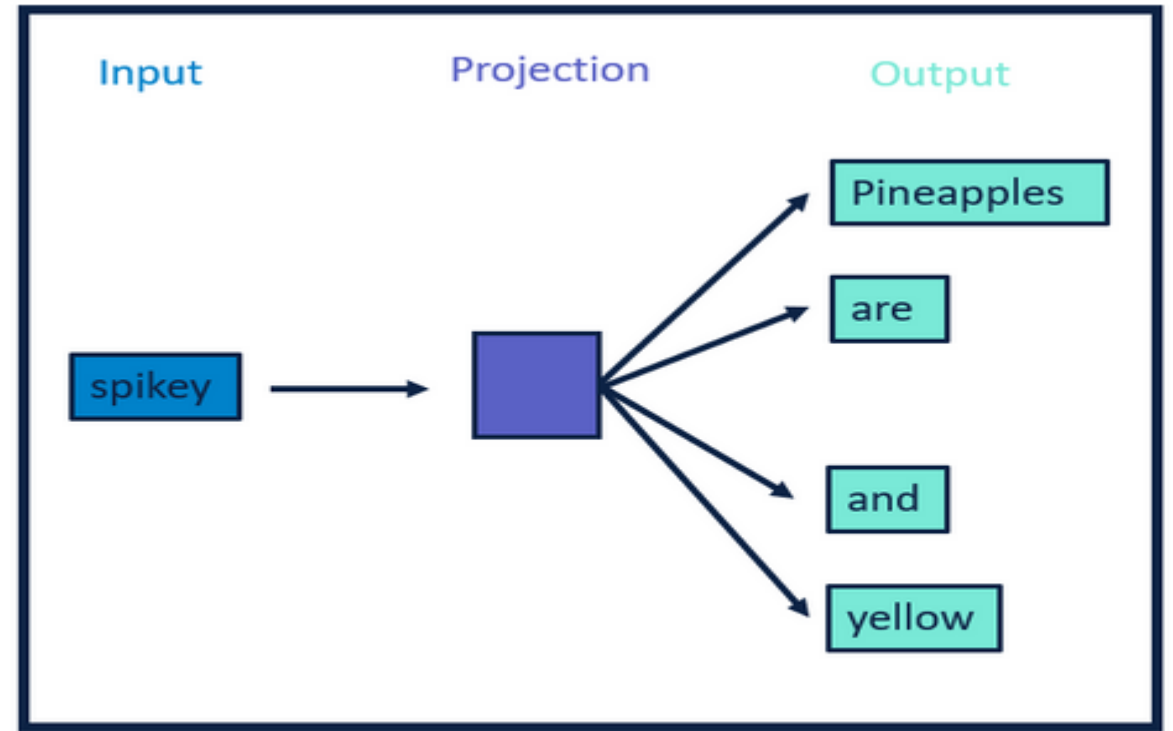 Input
Projection
Output
Pineapples
are
spikey
and
yellow